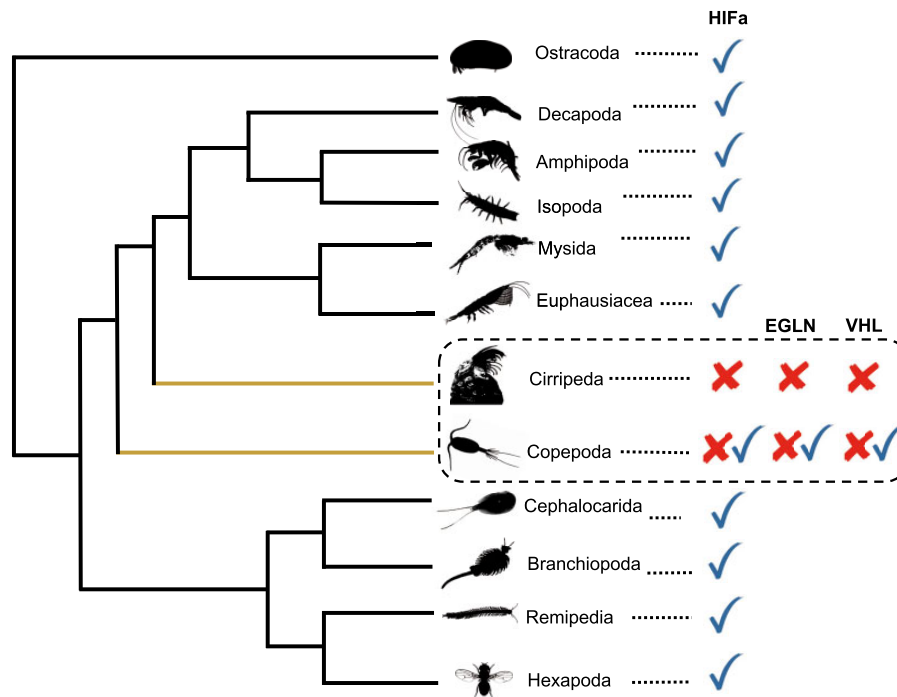 HIFa
Ostracoda
Decapoda
Amphipoda
Isopoda
Mysida
Euphausiacea
EGLN VHL
Cirripeda
Copepoda
Cephalocarida
Branchiopoda
Remipedia
Hexapoda